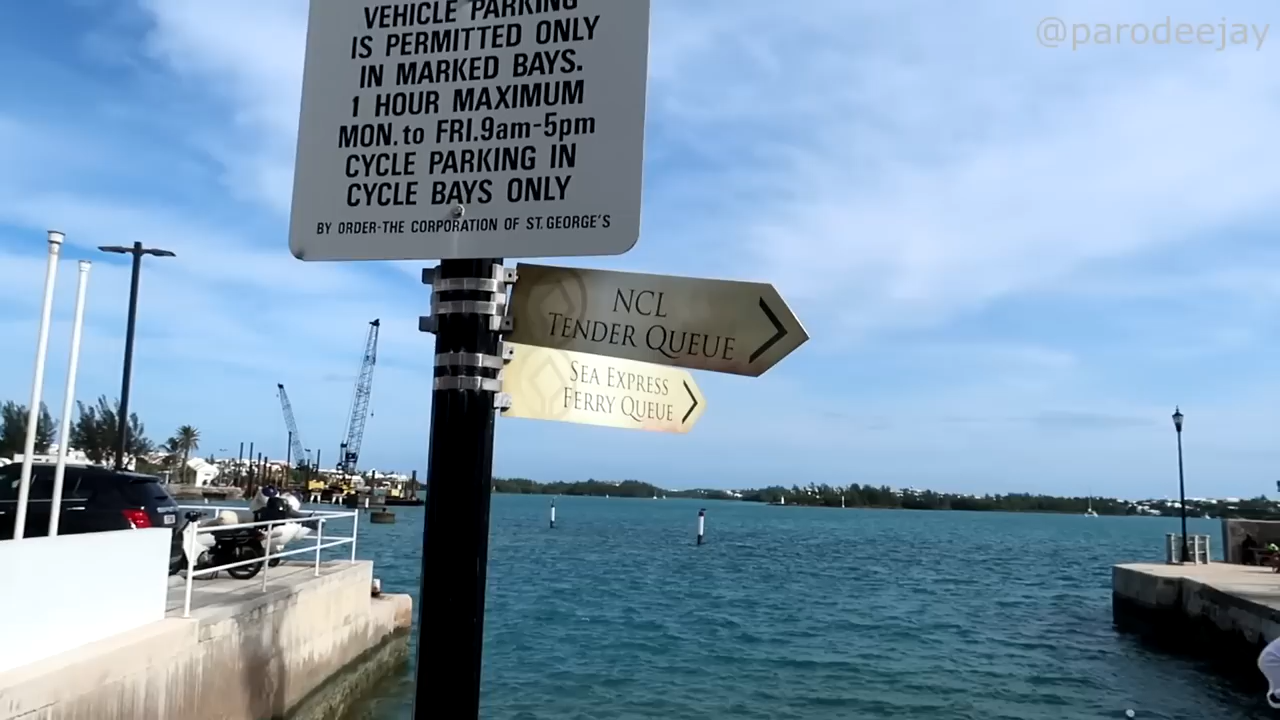 @parodeejay
VEHICLE PARKING
IS PERMITTED ONLY
IN MARKED BAYS.
1 HOUR MAXIMUM
MON. to FRI. 9am-5pm
CYCLE PARKING IN
CYCLE BAYS ONLY
BY ORDER-THE CORPORATION OF ST. GEORGE'S
NCL
TENDER QUEUE
SEA EXPRESS
FERRY QUEUE